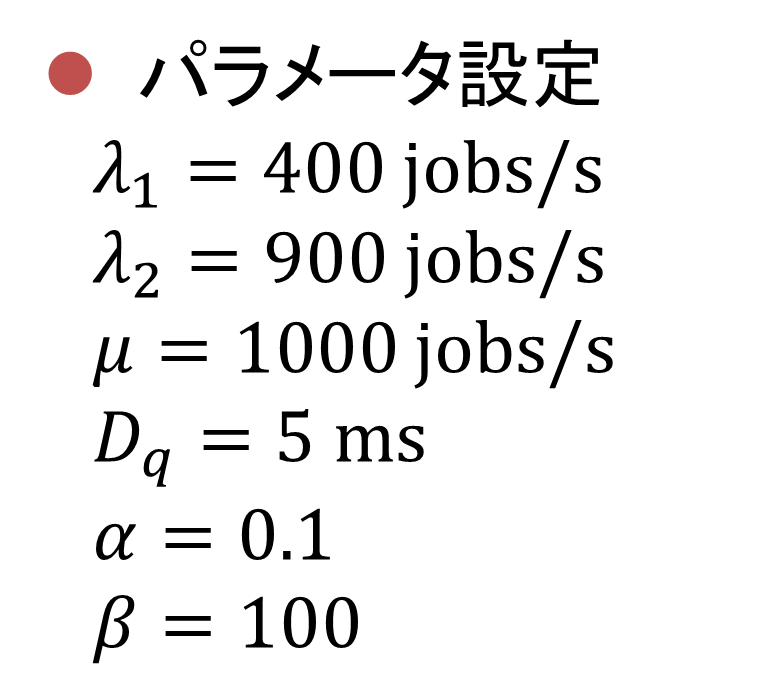 ● パラメータ設定
λ₁ = 400 jobs/s
λ₂ = 900 jobs/s
μ = 1000 jobs/s
D_q = 5 ms
α = 0.1
β = 100